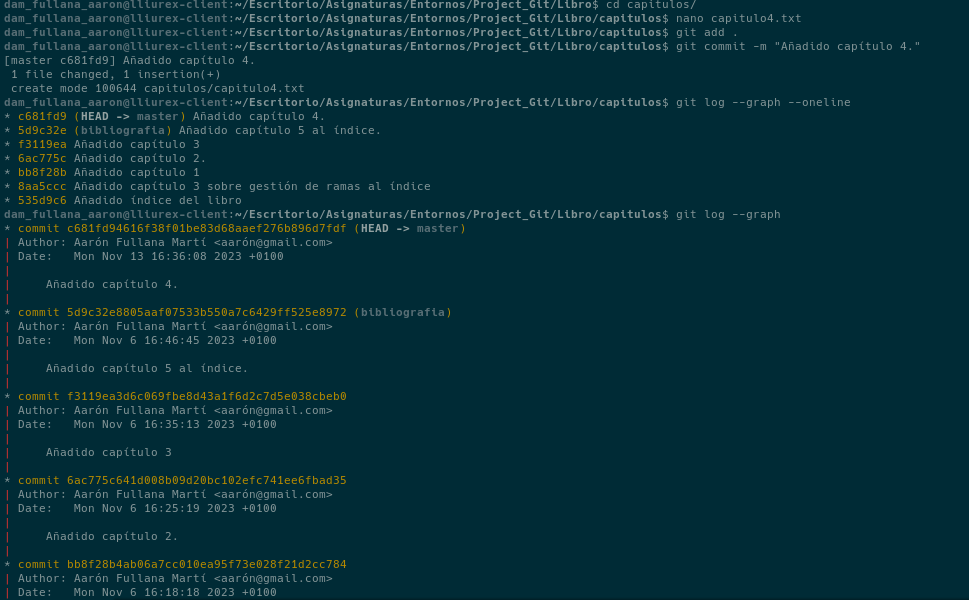 dam_fullana_aaron@lliurex-client:~/Escritorio/Asignaturas/Entornos/Project_Git/Libro$ cd capitulos/
dam_fullana_aaron@lliurex-client:~/Escritorio/Asignaturas/Entornos/Project_Git/Libro/capitulos$ nano capitulo4.txt
dam_fullana_aaron@lliurex-client:~/Escritorio/Asignaturas/Entornos/Project_Git/Libro/capitulos$ git add .
dam_fullana_aaron@lliurex-client:~/Escritorio/Asignaturas/Entornos/Project_Git/Libro/capitulos$ git commit -m "Añadido capítulo 4."
[master c681fd9] Añadido capítulo 4.
 1 file changed, 1 insertion(+)
 create mode 100644 capitulos/capitulo4.txt
dam_fullana_aaron@lliurex-client:~/Escritorio/Asignaturas/Entornos/Project_Git/Libro/capitulos$ git log --graph --oneline
* c681fd9 (HEAD -> master) Añadido capítulo 4.
* 5d9c32e (bibliografia) Añadido capítulo 5 al índice.
* f3119ea Añadido capítulo 3
* 6ac775c Añadido capítulo 2.
* bb8f28b Añadido capítulo 1
* 8aa5ccc Añadido capítulo 3 sobre gestión de ramas al índice
* 535d9c6 Añadido índice del libro
dam_fullana_aaron@lliurex-client:~/Escritorio/Asignaturas/Entornos/Project_Git/Libro/capitulos$ git log --graph
* commit c681fd94616f38f01be83d68aaef276b896d7fdf (HEAD -> master)
| Author: Aarón Fullana Martí <aarón@gmail.com>
| Date:   Mon Nov 13 16:36:08 2023 +0100
|
|     Añadido capítulo 4.
|
* commit 5d9c32e8805aaf07533b550a7c6429ff525e8972 (bibliografia)
| Author: Aarón Fullana Martí <aarón@gmail.com>
| Date:   Mon Nov 6 16:46:45 2023 +0100
|
|     Añadido capítulo 5 al índice.
|
* commit f3119ea3d6c069fbe8d43a1f6d2c7d5e038cbeb0
| Author: Aarón Fullana Martí <aarón@gmail.com>
| Date:   Mon Nov 6 16:35:13 2023 +0100
|
|     Añadido capítulo 3
|
* commit 6ac775c641d008b09d20bc102efc741ee6fbad35
| Author: Aarón Fullana Martí <aarón@gmail.com>
| Date:   Mon Nov 6 16:25:19 2023 +0100
|
|     Añadido capítulo 2.
|
* commit bb8f28b4ab06a7cc010ea95f73e028f21d2cc784
| Author: Aarón Fullana Martí <aarón@gmail.com>
| Date:   Mon Nov 6 16:18:18 2023 +0100